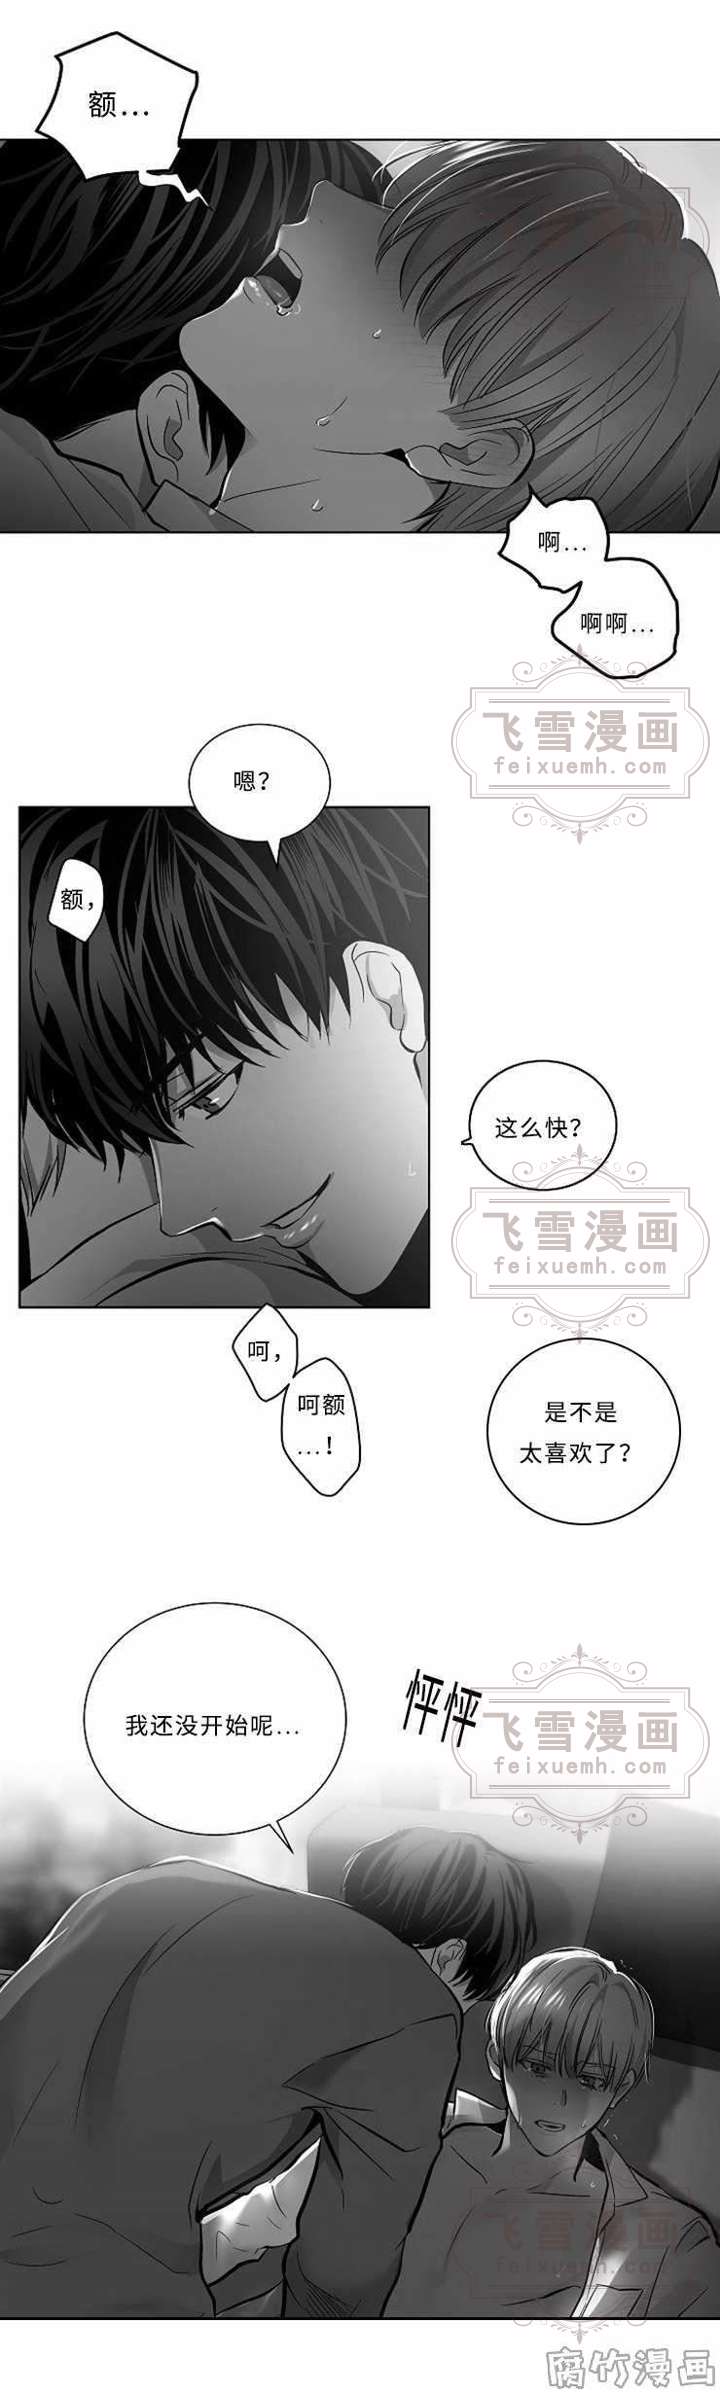 额...
啊...
啊啊...
飞雪漫画
feixuemh.com
嗯？
额，
这么快？
飞雪漫画
feixuemh.com
呵，
呵额
...！
是不是
太喜欢了？
我还没开始呢...
怦怦
飞雪漫画
feixuemh.com
飞雪漫画
feixuemh.com
腐竹漫画